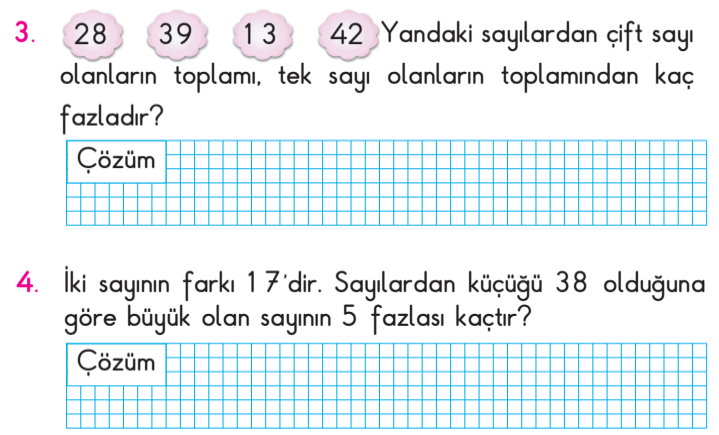 3. 28 39 13 42 Yandaki sayılardan çift sayı
olanların toplamı, tek sayı olanların toplamından kaç
fazladır?
Çözüm
4. İki sayının farkı 17'dir. Sayılardan küçüğü 38 olduğuna
göre büyük olan sayının 5 fazlası kaçtır?
Çözüm